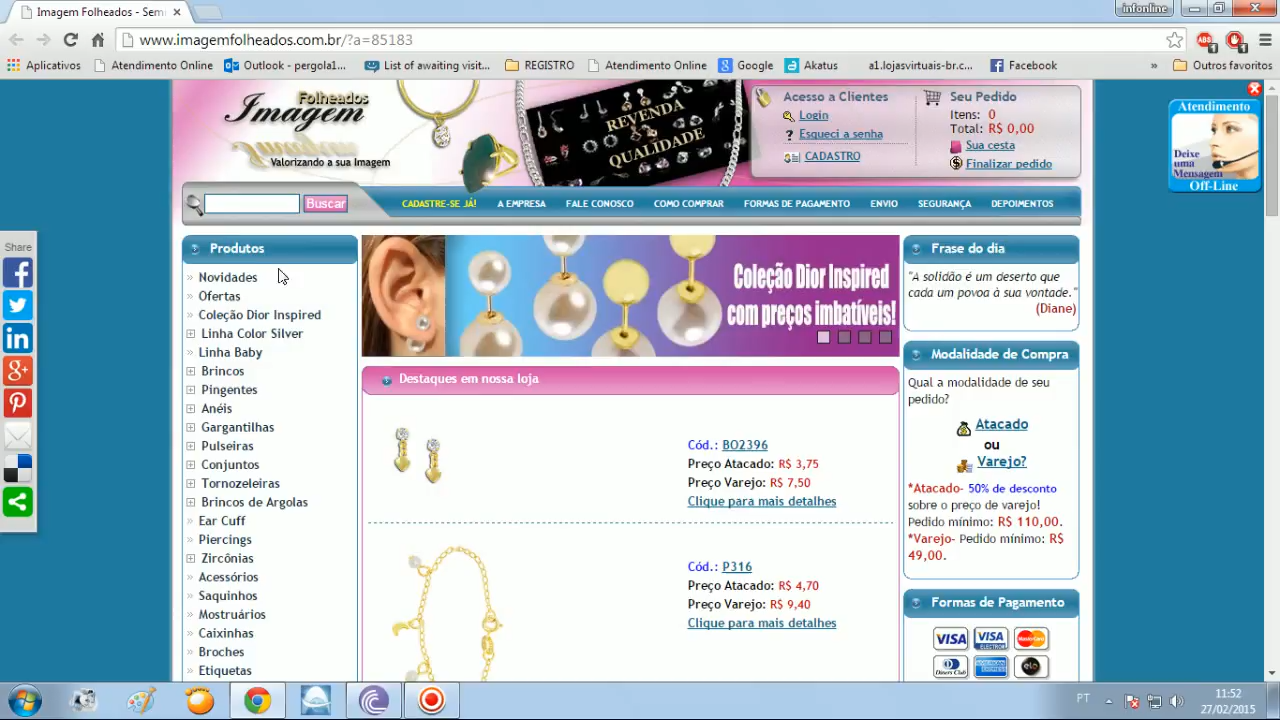 Imagem Folheados - Sem
infonline
www.imagemfolheados.com.br/?a=85183
Aplicativos
Atendimento Online
Outlook - pergola1...
List of awaiting visit...
REGISTRO
Atendimento Online
Google
Akatus
a1.lojasvirtuais-br.c...
Facebook
»
Outros favoritos
Folheados
Imagem
Valorizando a sua Imagem
REVENDA
QUALIDADE
Acesso a Clientes
Login
? Esqueci a senha
CADASTRO
Seu Pedido
Itens: 0
Total: R$ 0,00
Sua cesta
Finalizar pedido
Atendimento
Deixe
uma
Mensagem
Off-Line
Buscar
CADASTRE-SE JÁ!
A EMPRESA
FALE CONOSCO
COMO COMPRAR
FORMAS DE PAGAMENTO
ENVIO
SEGURANÇA
DEPOIMENTOS
Share
Produtos
» Novidades
» Ofertas
» Coleção Dior Inspired
Linha Color Silver
» Linha Baby
Brincos
Pingentes
Anéis
Gargantilhas
Pulseiras
Conjuntos
Tornozeleiras
Brincos de Argolas
» Ear Cuff
» Piercings
Zircônias
» Acessórios
» Saquinhos
» Mostruários
» Caixinhas
» Broches
» Etiquetas
Coleção Dior Inspired
com preços imbatíveis!
Destaques em nossa loja
Cód.: BO2396
Preço Atacado: R$ 3,75
Preço Varejo: R$ 7,50
Clique para mais detalhes
Cód.: P316
Preço Atacado: R$ 4,70
Preço Varejo: R$ 9,40
Clique para mais detalhes
Frase do dia
"A solidão é um deserto que
cada um povoa à sua vontade."
(Diane)
Modalidade de Compra
Qual a modalidade de seu
pedido?
Atacado
ou
Varejo?
*Atacado- 50% de desconto
sobre o preço de varejo!
Pedido mínimo: R$ 110,00.
*Varejo- Pedido mínimo: R$
49,00.
Formas de Pagamento
VISA
VISA
MasterCard
Diners Club
elo
PT
11:52
27/02/2015